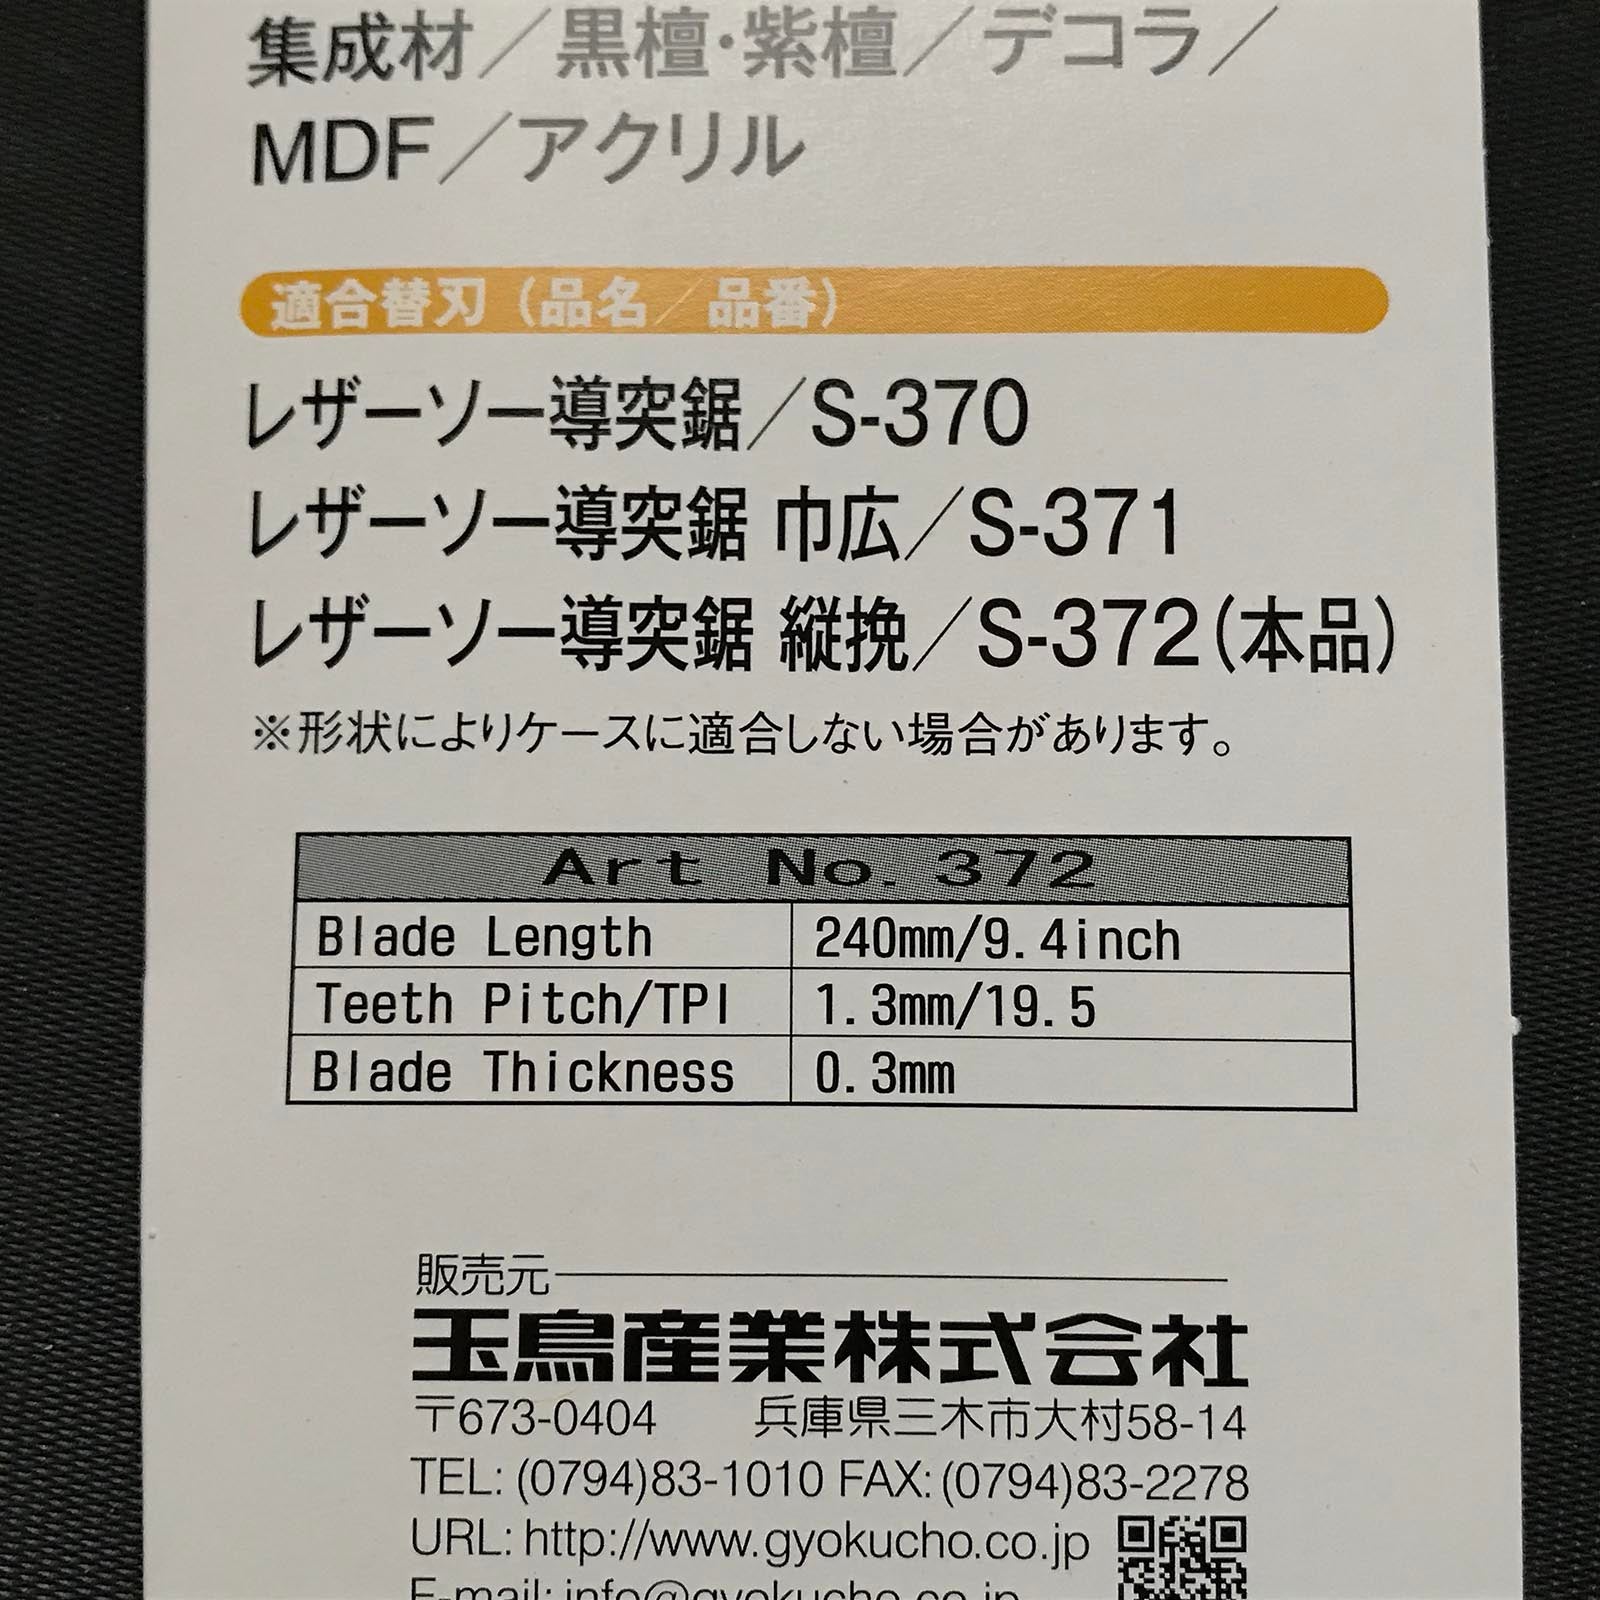 集成材／黒檀・紫檀／デコラ／
MDF／アクリル
適合替刃（品名／品番）
レザーソー導突鋸／S-370
レザーソー導突鋸 巾広／S-371
レザーソー導突鋸 縦挽／S-372（本品）
※形状によりケースに適合しない場合があります。
Art No. 372
Blade Length 240mm/9.4inch
Teeth Pitch/TPI 1.3mm/19.5
Blade Thickness 0.3mm
販売元
玉鳥産業株式会社
〒673-0404 兵庫県三木市大村58-14
TEL: (0794)83-1010 FAX: (0794)83-2278
URL: http://www.gyokucho.co.jp
E-mail: info@gyokucho.co.jp